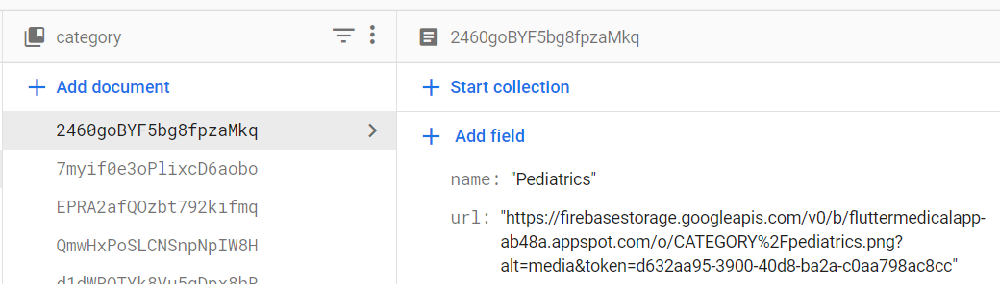 category
2460goBYF5bg8fpzaMkq
Add document
Start collection
2460goBYF5bg8fpzaMkq
Add field
7myif0e3oPlixcD6aobo
name: "Pediatrics"
EPRA2afQOzbt792kifmq
url: "https://firebasestorage.googleapis.com/v0/b/fluttermedicalapp-
ab48a.appspot.com/o/CATEGORY%2Fpediatrics.png?
QmwHxPoSLCNSnpNpIW8H
alt=media&token=d632aa95-3900-40d8-ba2a-c0aa798ac8cc"